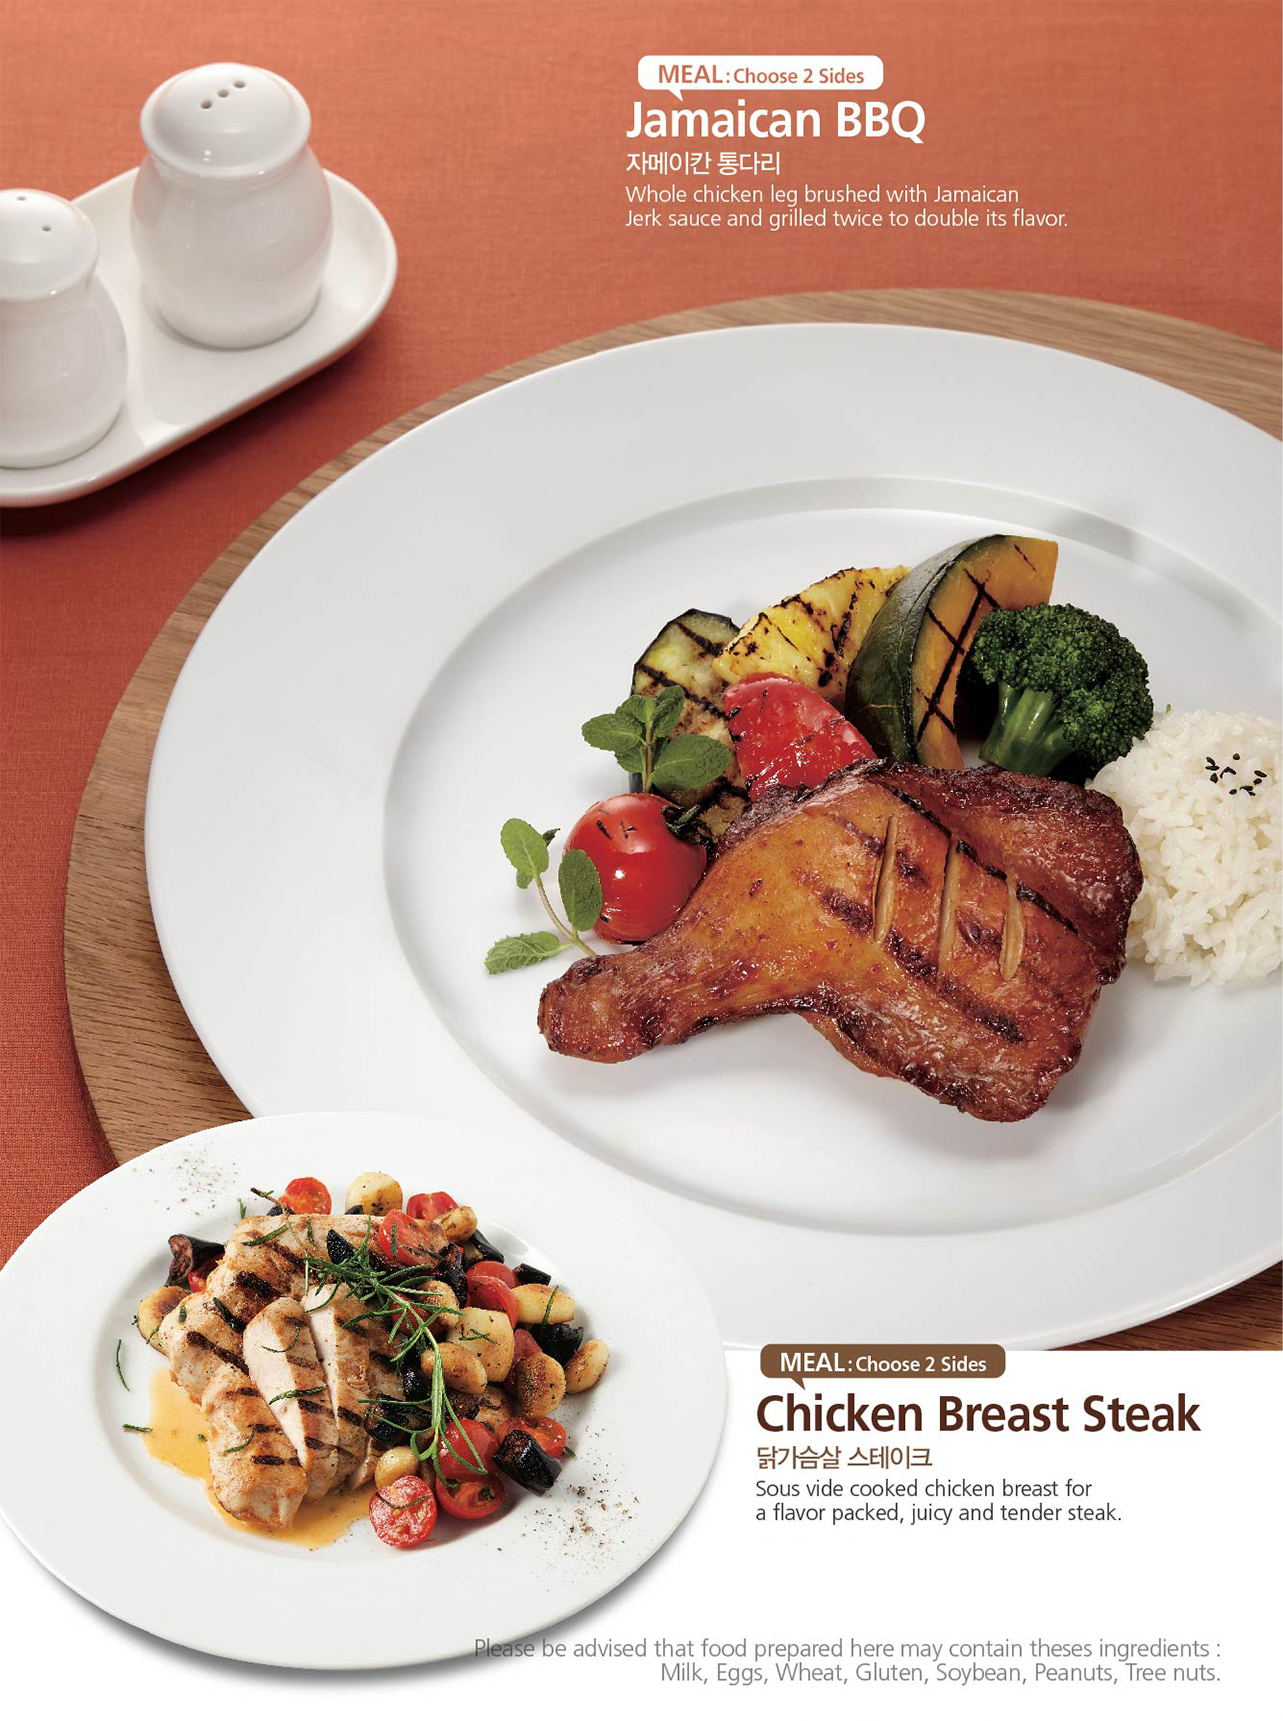 MEAL: Choose 2 Sides
Jamaican BBQ
자메이칸 통다리
Whole chicken leg brushed with Jamaican
Jerk sauce and grilled twice to double its flavor.
MEAL: Choose 2 Sides
Chicken Breast Steak
닭가슴살 스테이크
Sous vide cooked chicken breast for
a flavor packed, juicy and tender steak.
Please be advised that food prepared here may contain theses ingredients :
Milk, Eggs, Wheat, Gluten, Soybean, Peanuts, Tree nuts.